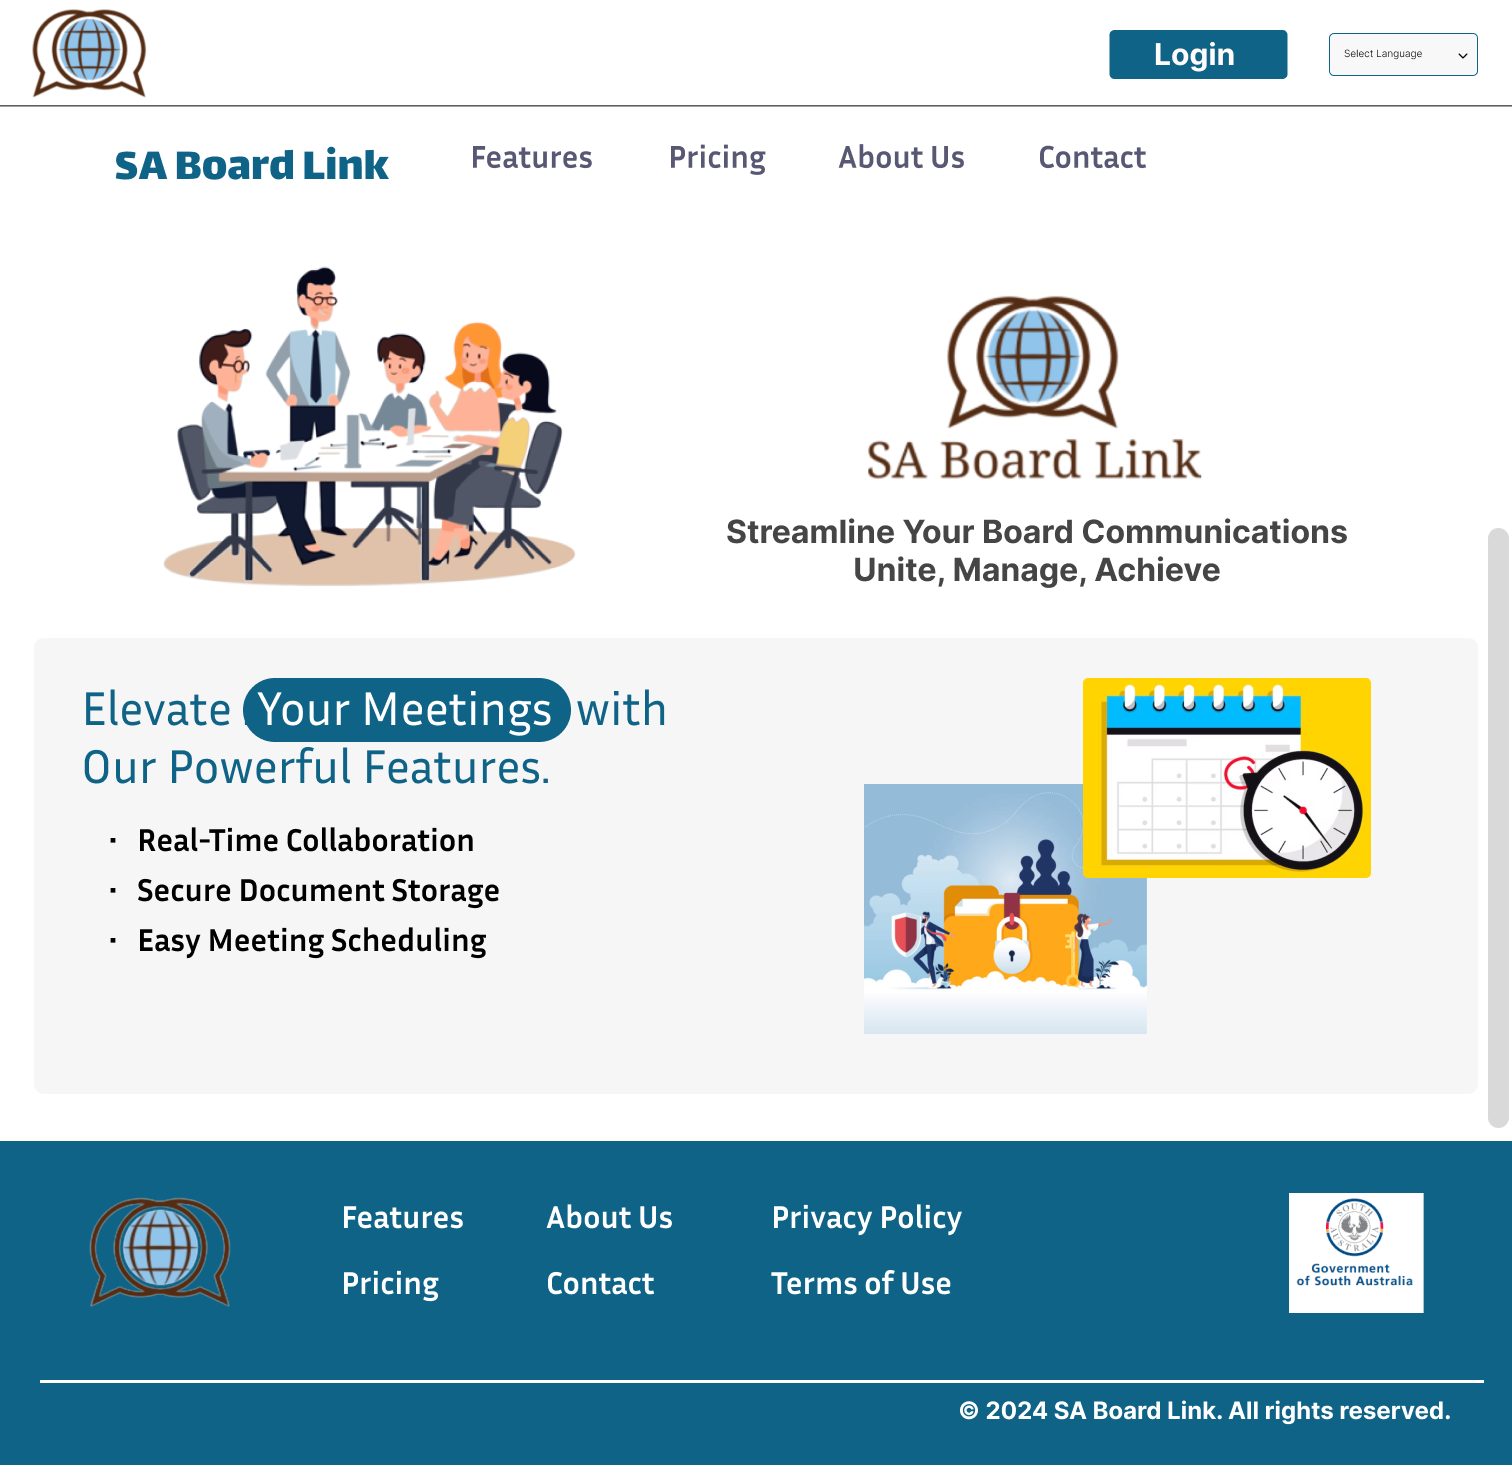 Login
Select Language
SA Board Link
Features
Pricing
About Us
Contact
SA Board Link
Streamline Your Board Communications
Unite, Manage, Achieve
Elevate Your Meetings with
Our Powerful Features.
· Real-Time Collaboration
· Secure Document Storage
· Easy Meeting Scheduling
Features
About Us
Privacy Policy
Pricing
Contact
Terms of Use
SOUTH AUSTRALIA
Government
of South Australia
© 2024 SA Board Link. All rights reserved.